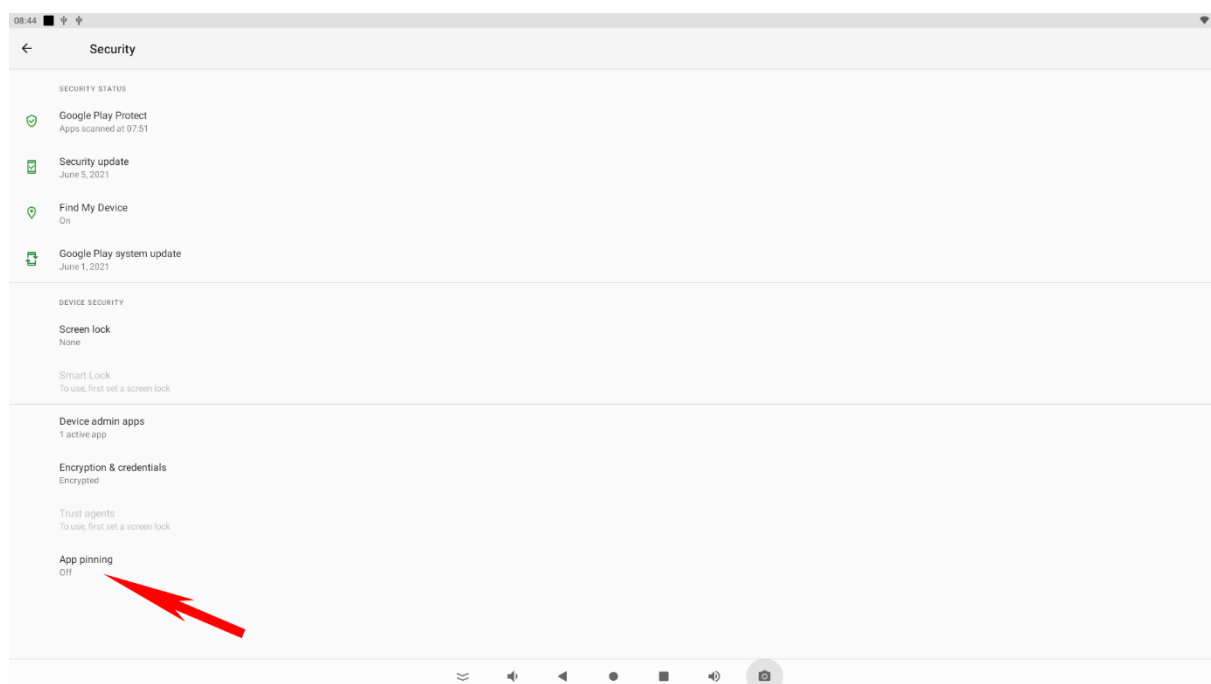 08:44
Security
SECURITY STATUS
Google Play Protect
Apps scanned at 07:51
Security update
June 5, 2021
Find My Device
On
Google Play system update
June 1, 2021
DEVICE SECURITY
Screen lock
None
Smart Lock
To use, first set a screen lock
Device admin apps
1 active app
Encryption & credentials
Encrypted
Trust agents
To use, first set a screen lock
App pinning
Off